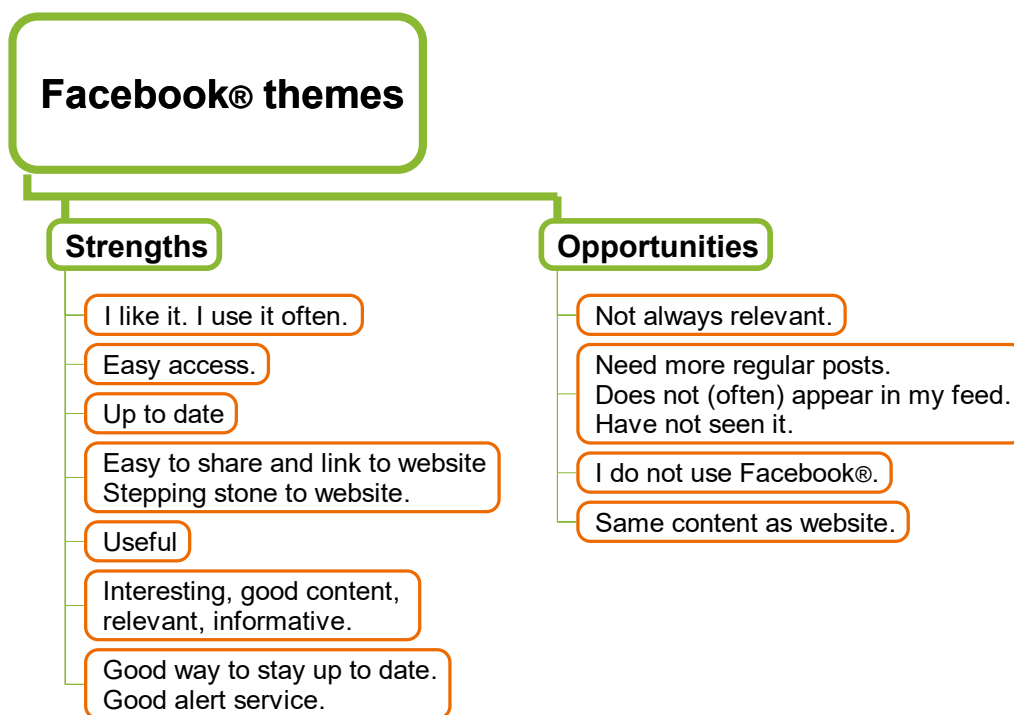 Facebook® themes
Strengths
I like it. I use it often.
Easy access.
Up to date
Easy to share and link to website
Stepping stone to website.
Useful
Interesting, good content,
relevant, informative.
Good way to stay up to date.
Good alert service.
Opportunities
Not always relevant.
Need more regular posts.
Does not (often) appear in my feed.
Have not seen it.
I do not use Facebook®.
Same content as website.